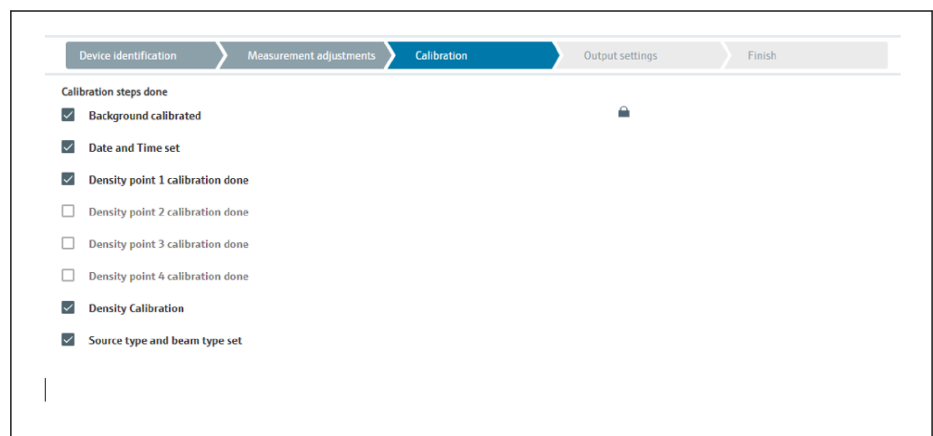 Device identification Measurement adjustments Calibration Output settings Finish
Calibration steps done
Background calibrated
Date and Time set
Density point 1 calibration done
Density point 2 calibration done
Density point 3 calibration done
Density point 4 calibration done
Density Calibration
Source type and beam type set